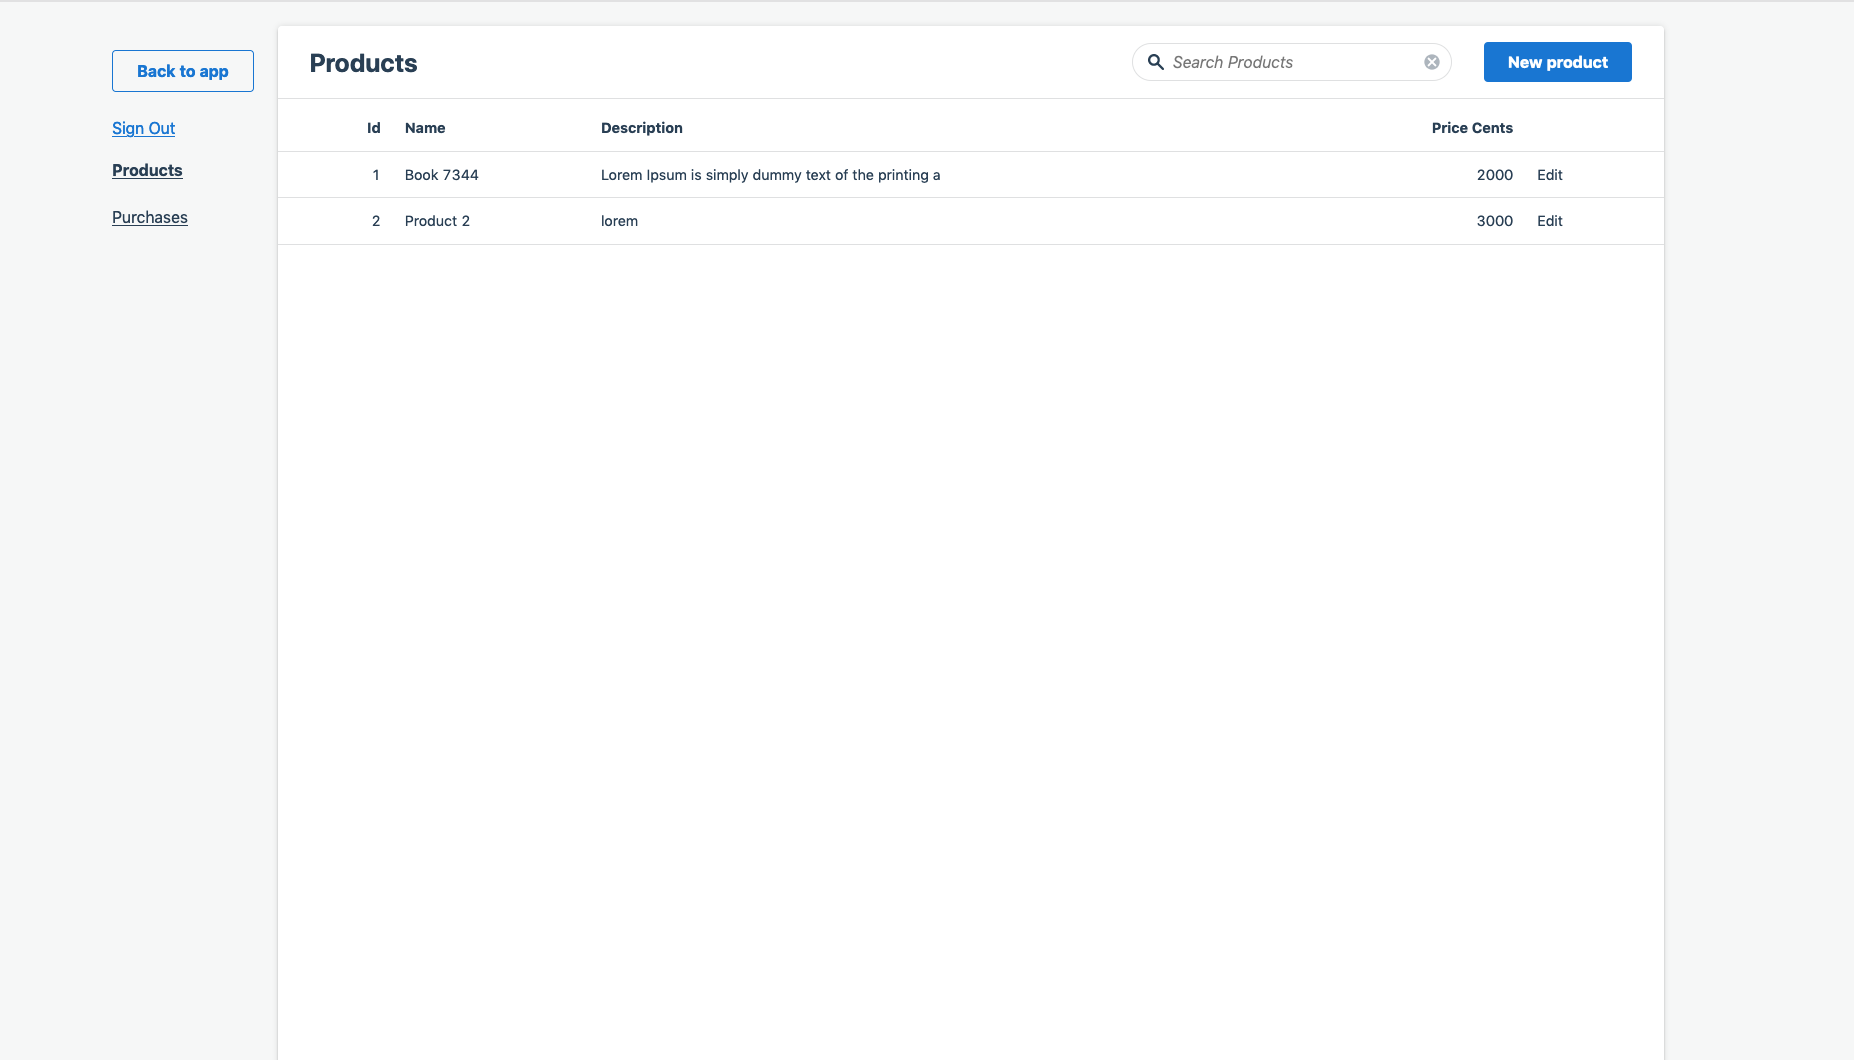 Back to app
Sign Out
Products
Purchases
Products
Search Products
New product
Id Name Description Price Cents
1 Book 7344 Lorem Ipsum is simply dummy text of the printing a 2000 Edit
2 Product 2 lorem 3000 Edit